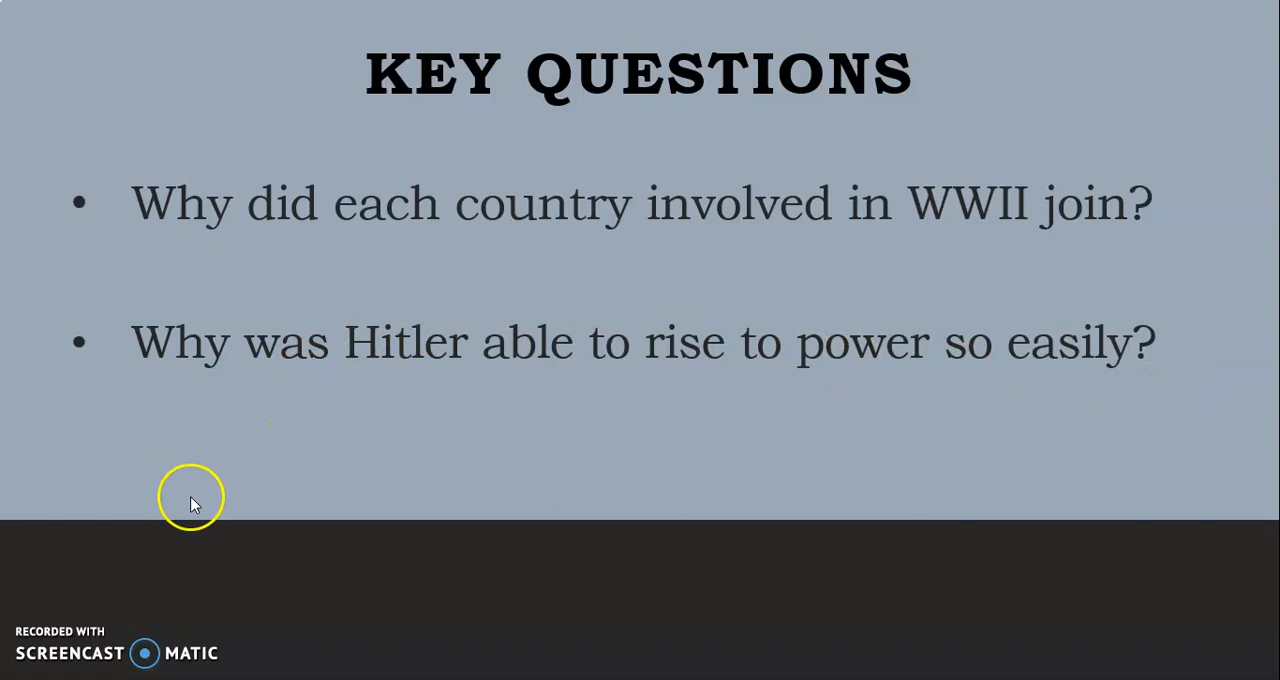 KEY QUESTIONS
• Why did each country involved in WWII join?
• Why was Hitler able to rise to power so easily?
RECORDED WITH
SCREENCAST MATIC